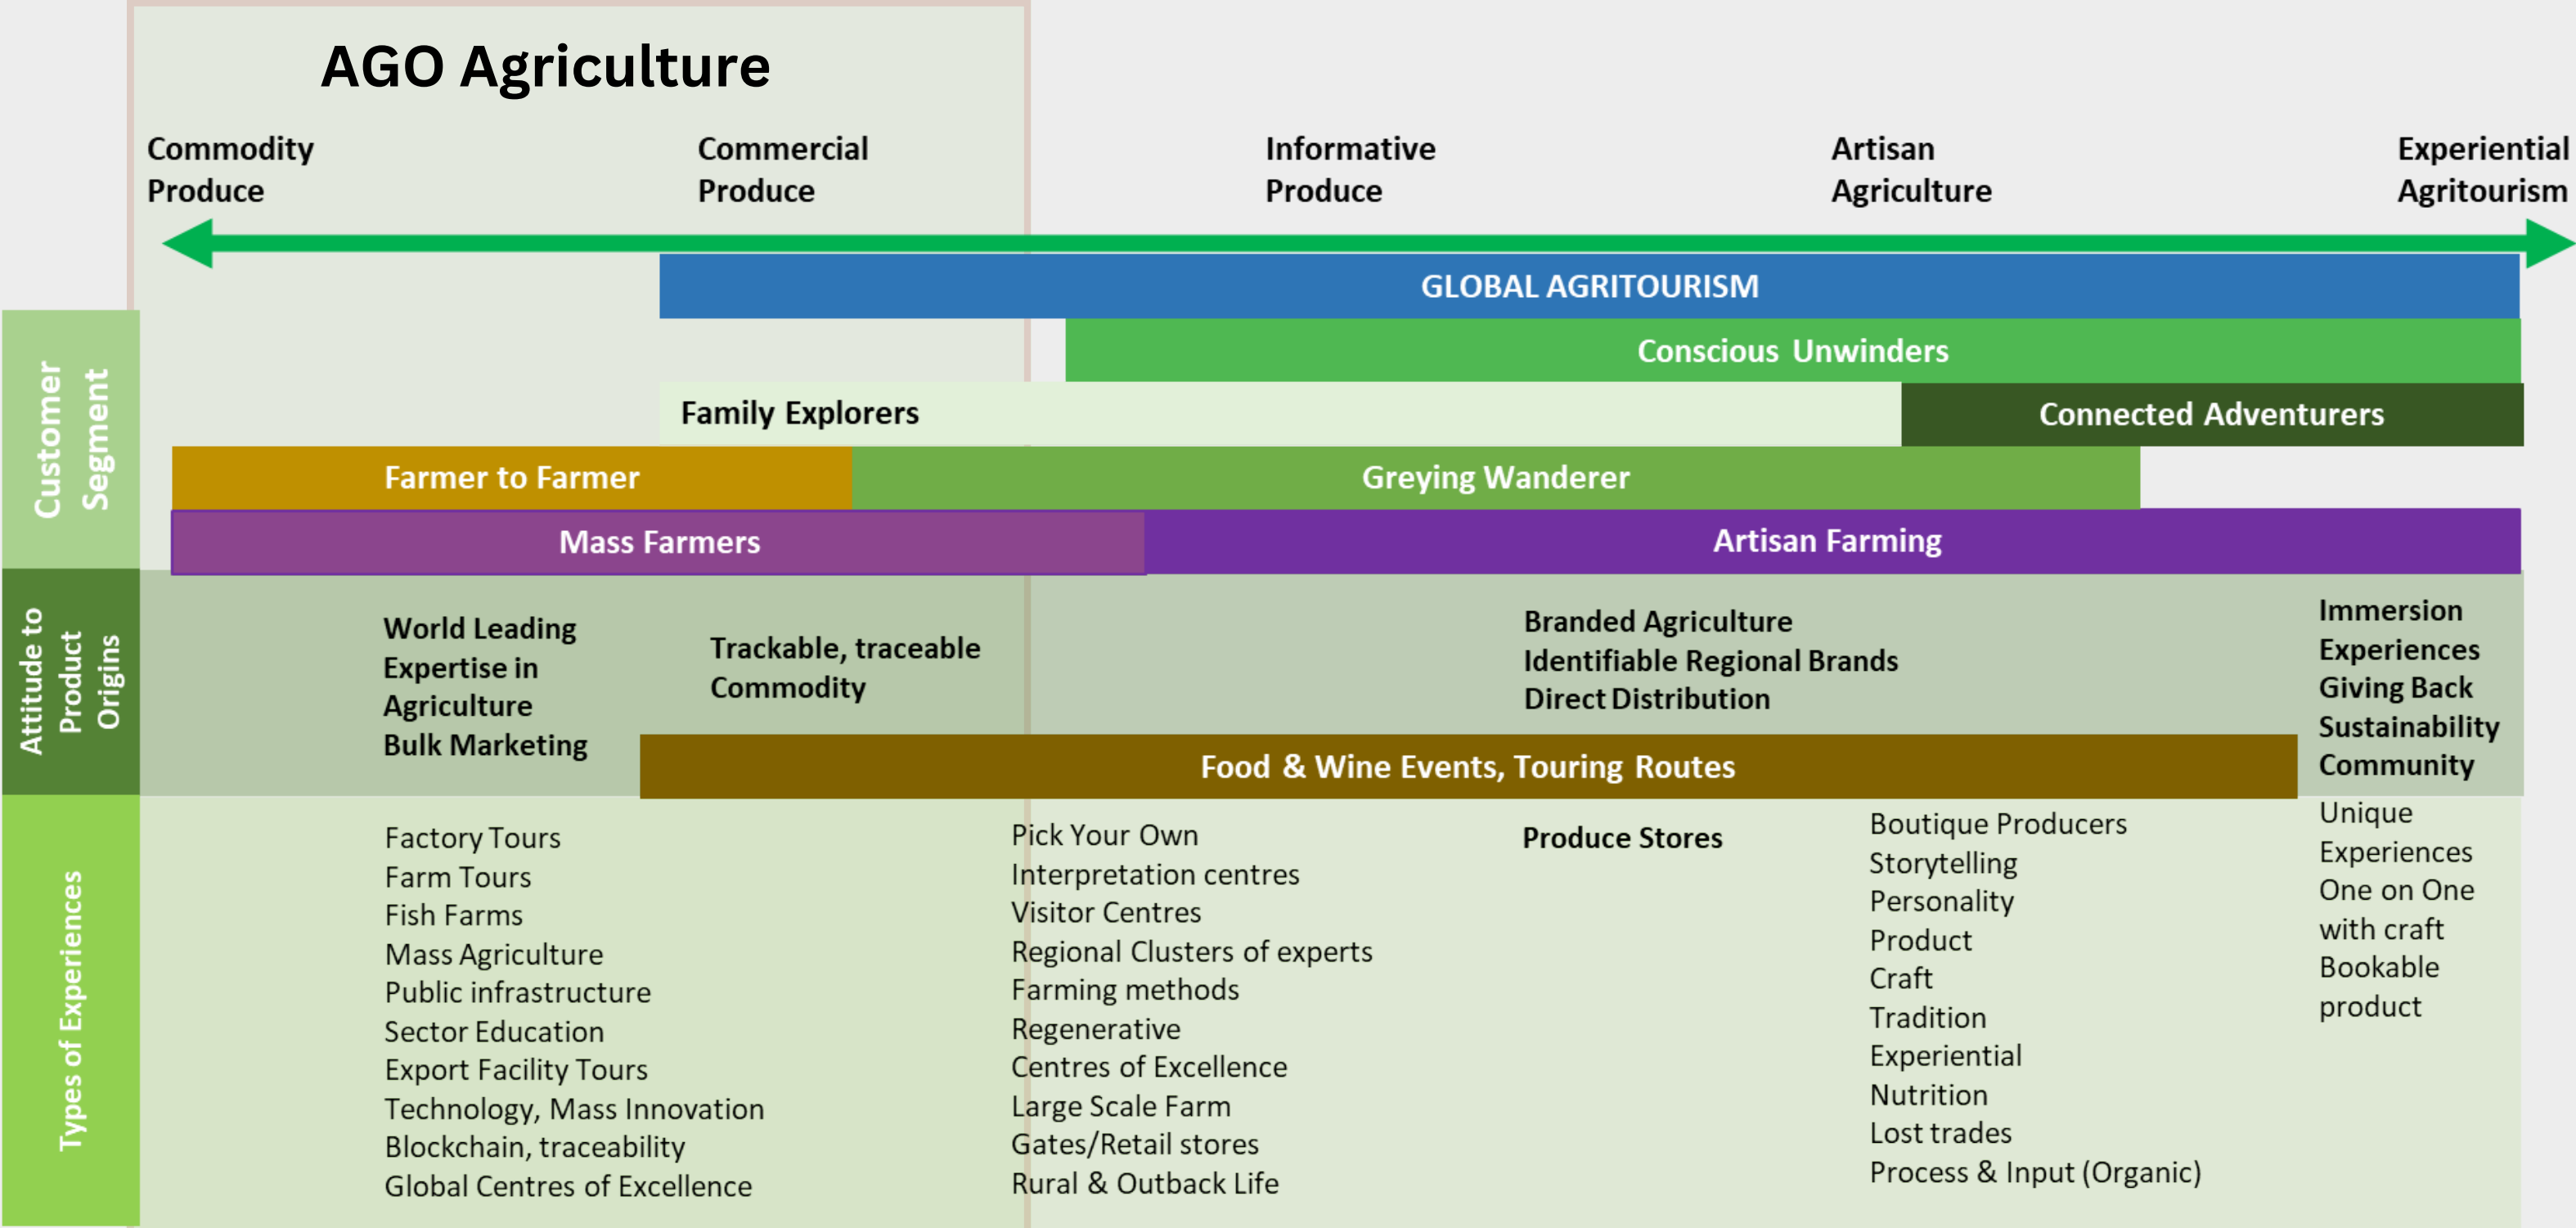 AGO Agriculture
Commodity
Produce
Commercial
Produce
Informative
Produce
Artisan
Agriculture
Experiential
Agritourism
GLOBAL AGRITOURISM
Customer
Segment
Conscious Unwinders
Family Explorers
Connected Adventurers
Farmer to Farmer
Greying Wanderer
Mass Farmers
Artisan Farming
Attitude to
Product
Origins
World Leading
Expertise in
Agriculture
Bulk Marketing
Trackable, traceable
Commodity
Branded Agriculture
Identifiable Regional Brands
Direct Distribution
Immersion
Experiences
Giving Back
Sustainability
Community
Food & Wine Events, Touring Routes
Types of Experiences
Factory Tours
Farm Tours
Fish Farms
Mass Agriculture
Public infrastructure
Sector Education
Export Facility Tours
Technology, Mass Innovation
Blockchain, traceability
Global Centres of Excellence
Pick Your Own
Interpretation centres
Visitor Centres
Regional Clusters of experts
Farming methods
Regenerative
Centres of Excellence
Large Scale Farm
Gates/Retail stores
Rural & Outback Life
Produce Stores
Boutique Producers
Storytelling
Personality
Product
Craft
Tradition
Experiential
Nutrition
Lost trades
Process & Input (Organic)
Unique
Experiences
One on One
with craft
Bookable
product